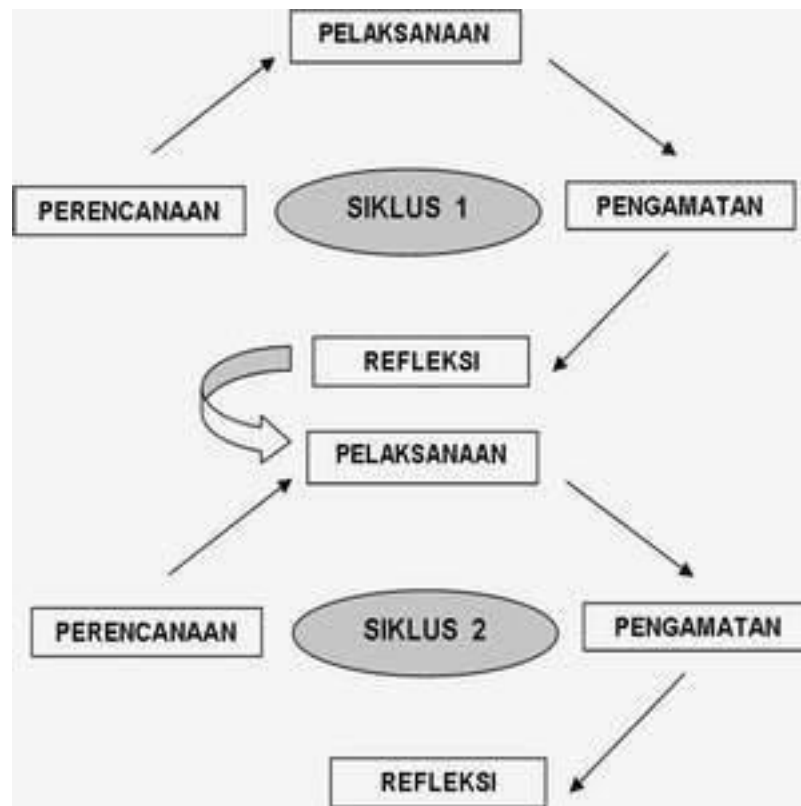 PELAKSANAAN
PERENCANAAN
SIKLUS 1
PENGAMATAN
REFLEKSI
PELAKSANAAN
PERENCANAAN
SIKLUS 2
PENGAMATAN
REFLEKSI